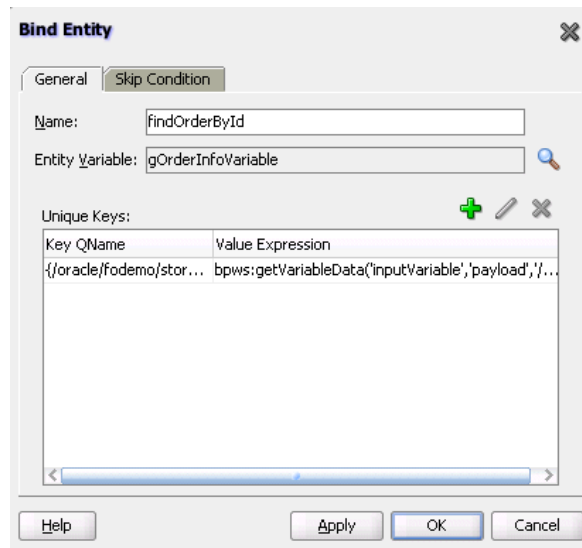 Bind Entity
General Skip Condition
Name: findOrderById
Entity Variable: gOrderInfoVariable
Unique Keys:
Key QName Value Expression
{/oracle/fodemo/stor... bpws:getVariableData('inputVariable','payload','/...
Help Apply OK Cancel